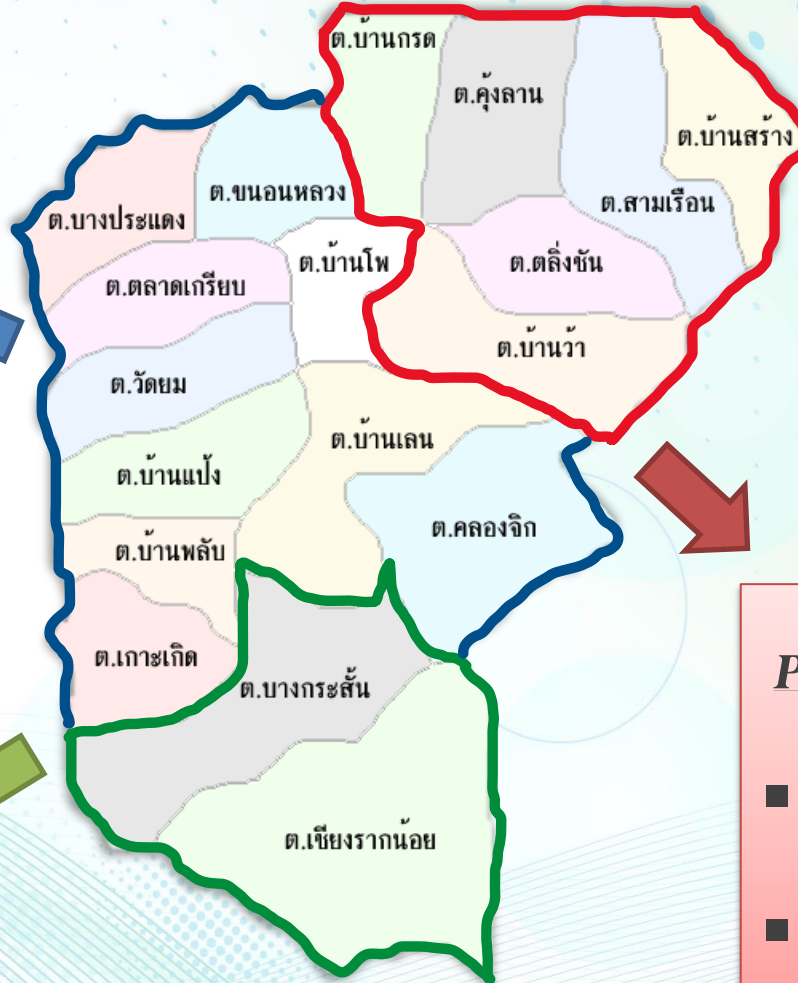 ต.บ้านกรด
ต.คุ้งลาน
ต.บ้านสร้าง
ต.ขนอนหลวง
ต.สามเรือน
ต.บางประแดง
ต.บ้านโพ
ต.ตลิ่งชัน
ต.ตลาดเกรียบ
ต.บ้านว้า
ต.วัดยม
ต.บ้านเลน
ต.บ้านแป้ง
ต.คลองจิก
ต.บ้านพลับ
ต.เกาะเกิด
ต.บางกระสั้น
P
ต.เชียงรากน้อย